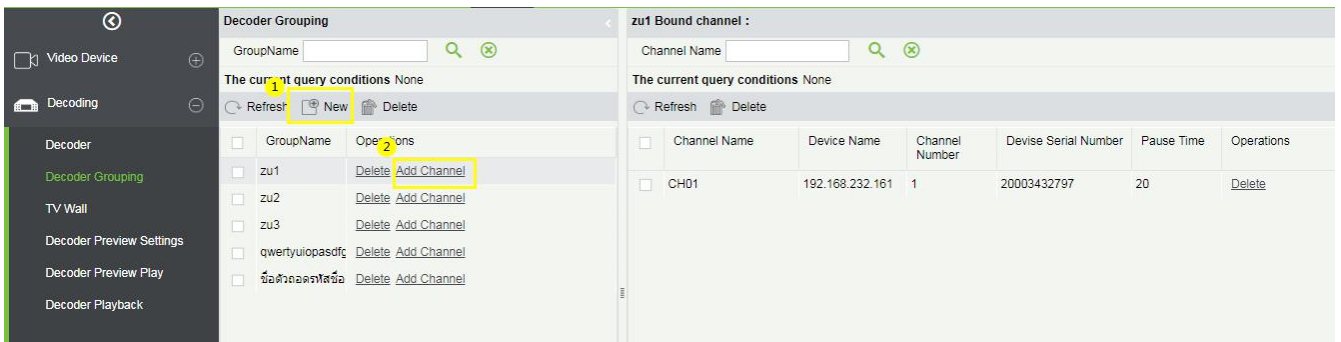 Video Device
Decoding
Decoder
Decoder Grouping
TV Wall
Decoder Preview Settings
Decoder Preview Play
Decoder Playback
Decoder Grouping
GroupName
The current query conditions None
1
Refresh New Delete
GroupName Operations
2
zu1 Delete Add Channel
zu2 Delete Add Channel
zu3 Delete Add Channel
qwertyuiopasdfg Delete Add Channel
ชื่อตัวถอดรหัสชื่อ Delete Add Channel
zu1 Bound channel :
Channel Name
The current query conditions None
Refresh Delete
Channel Name Device Name Channel Number Devise Serial Number Pause Time Operations
CH01 192.168.232.161 1 20003432797 20 Delete